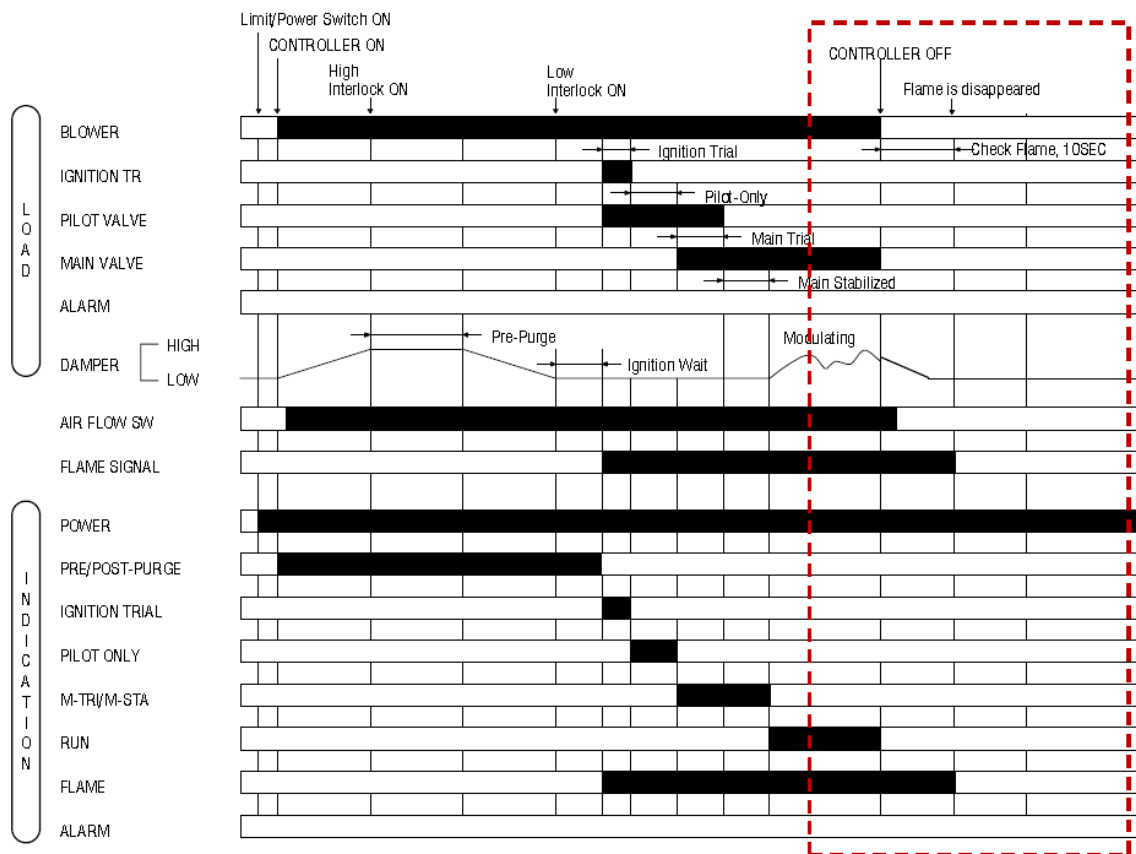 Limit/Power Switch ON
CONTROLLER ON
CONTROLLER OFF
High
Interlock ON
Low
Interlock ON
Flame is disappeared
LOAD
BLOWER
Check Flame, 10SEC
Ignition Trial
IGNITION TR
Pilot-Only
PILOT VALVE
Main Trial
MAIN VALVE
Main Stabilized
ALARM
Pre-Purge
Modulating
DAMPER
HIGH
LOW
Ignition Wait
AIR FLOW SW
FLAME SIGNAL
INDICATION
POWER
PRE/POST-PURGE
IGNITION TRIAL
PILOT ONLY
M-TRI/M-STA
RUN
FLAME
ALARM